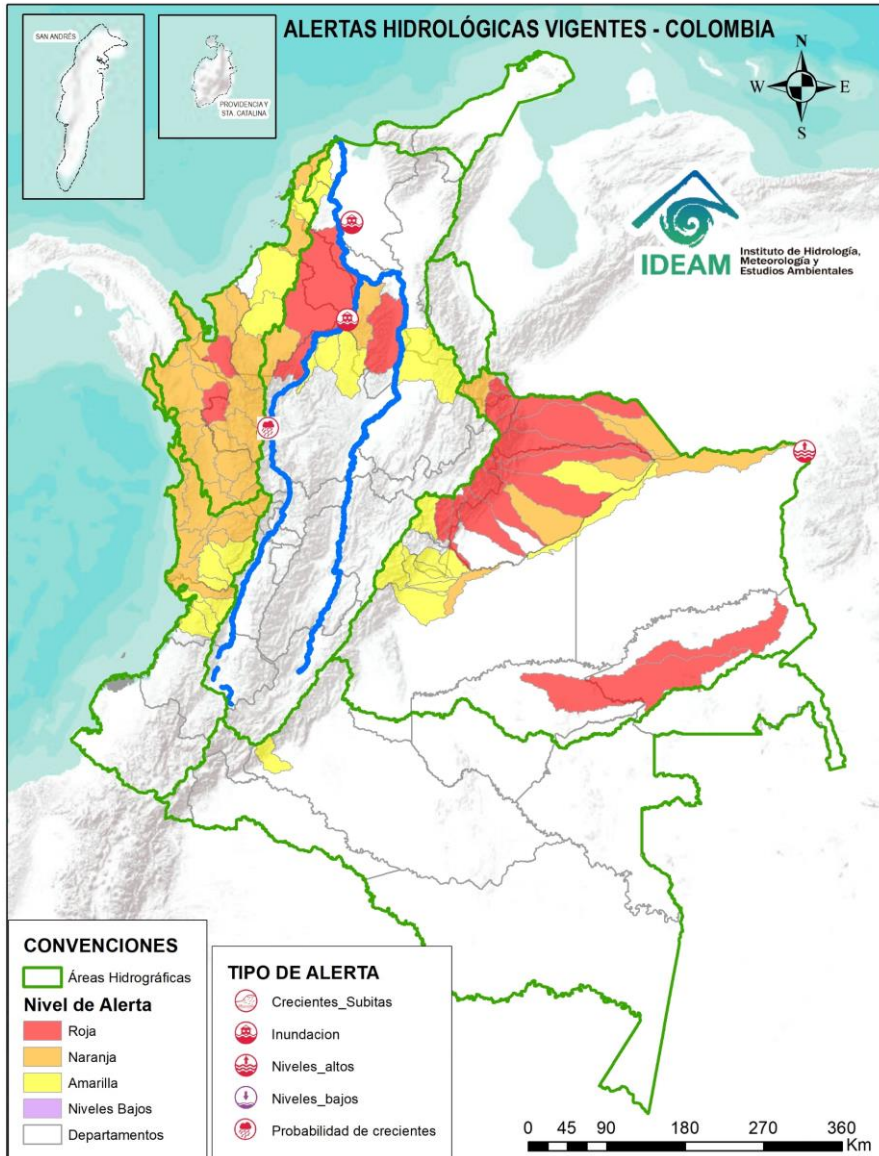 ALERTAS HIDROLÓGICAS VIGENTES - COLOMBIA
SAN ANDRÉS
PROVIDENCIA Y
STA. CATALINA
N
W
E
S
IDEAM
Instituto de Hidrología,
Meteorología y
Estudios Ambientales
CONVENCIONES
Áreas Hidrográficas
Nivel de Alerta
Roja
Naranja
Amarilla
Niveles Bajos
Departamentos
TIPO DE ALERTA
Crecientes_Subitas
Inundacion
Niveles_altos
Niveles_bajos
Probabilidad de crecientes
0 45 90 180 270 360
Km